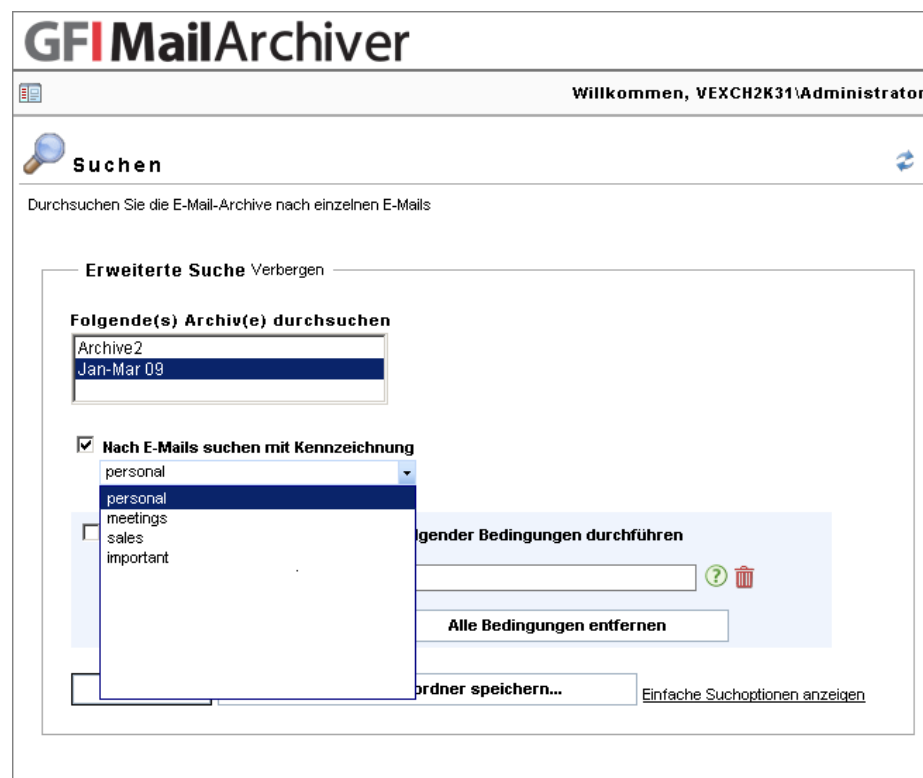 GFI MailArchiver
Willkommen, VEXCH2K31\Administrator
Suchen
Durchsuchen Sie die E-Mail-Archive nach einzelnen E-Mails
Erweiterte Suche Verbergen
Folgende(s) Archiv(e) durchsuchen
Archive2
Jan-Mar 09
Nach E-Mails suchen mit Kennzeichnung
personal
personal
meetings
sales
important
Bedingungen durchführen
Alle Bedingungen entfernen
speichern...
Einfache Suchoptionen anzeigen